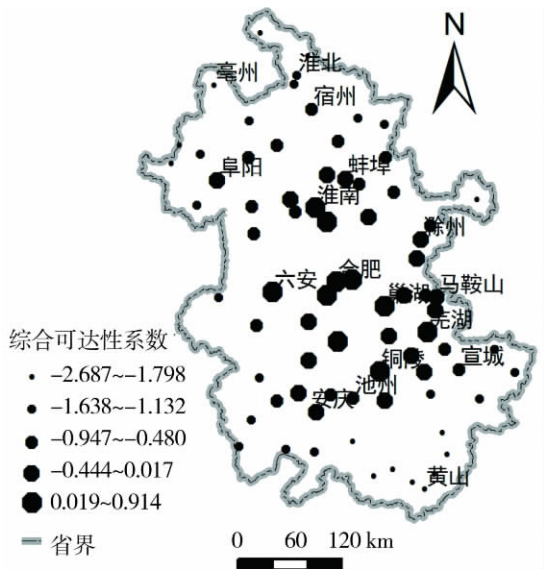 N
淮北
亳州
宿州
阜阳
蚌埠
淮南
滁州
六安
合肥
巢湖
马鞍山
芜湖
铜陵
宣城
安庆
池州
黄山
综合可达性系数
-2.687~-1.798
-1.638~-1.132
-0.947~-0.480
-0.444~0.017
0.019~0.914
省界
0 60 120 km